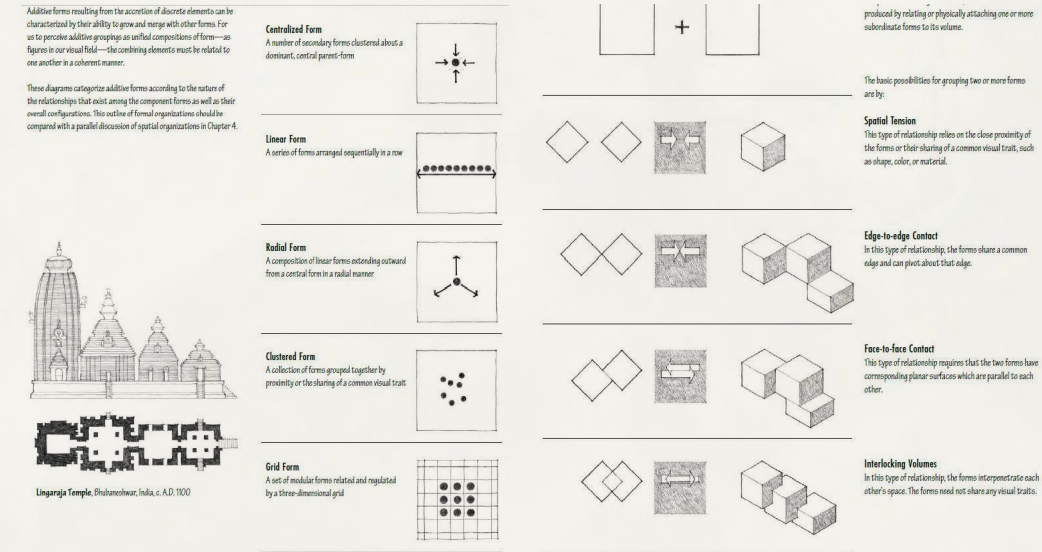 Additive forms resulting from the accretion of discrete elements can be
characterized by their ability to grow and merge with other forms. For
us to perceive additive groupings as unified compositions of form—as
figures in our visual field—the combining elements must be related to
one another in a coherent manner.
These diagrams categorize additive forms according to the nature of
the relationships that exist among the component forms as well as their
overall configurations. This outline of formal organizations should be
compared with a parallel discussion of spatial organizations in Chapter 4.
Lingaraja Temple, Bhubaneshwar, India, c. A.D. 1100
Centralized Form
A number of secondary forms clustered about a
dominant, central parent-form
Linear Form
A series of forms arranged sequentially in a row
Radial Form
A composition of linear forms extending outward
from a central form in a radial manner
Clustered Form
A collection of forms grouped together by
proximity or the sharing of a common visual trait
Grid Form
A set of modular forms related and regulated
by a three-dimensional grid
+
produced by relating or physically attaching one or more
subordinate forms to its volume.
The basic possibilities for grouping two or more forms
are by:
Spatial Tension
This type of relationship relies on the close proximity of
the forms or their sharing of a common visual trait, such
as shape, color, or material.
Edge-to-edge Contact
In this type of relationship, the forms share a common
edge and can pivot about that edge.
Face-to-face Contact
This type of relationship requires that the two forms have
corresponding planar surfaces which are parallel to each
other.
Interlocking Volumes
In this type of relationship, the forms interpenetrate each
other's space. The forms need not share any visual traits.